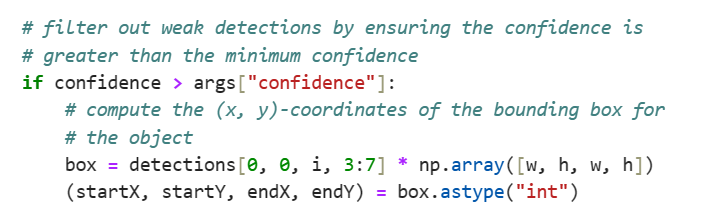 # filter out weak detections by ensuring the confidence is
# greater than the minimum confidence
if confidence > args["confidence"]:
    # compute the (x, y)-coordinates of the bounding box for
    # the object
    box = detections[0, 0, i, 3:7] * np.array([w, h, w, h])
    (startX, startY, endX, endY) = box.astype("int")